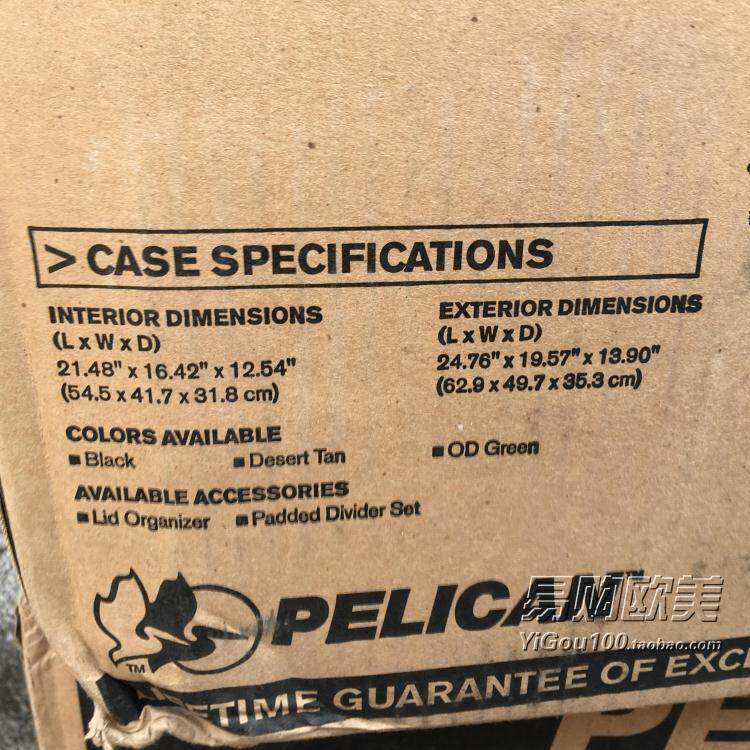 > CASE SPECIFICATIONS
INTERIOR DIMENSIONS
(L x W x D)
21.48" x 16.42" x 12.54"
(54.5 x 41.7 x 31.8 cm)
EXTERIOR DIMENSIONS
(L x W x D)
24.76" x 19.57" x 13.90"
(62.9 x 49.7 x 35.3 cm)
COLORS AVAILABLE
■ Black ■ Desert Tan ■ OD Green
AVAILABLE ACCESSORIES
■ Lid Organizer ■ Padded Divider Set
TM PELICAN™
易购欧美
YiGou100.taobao.com
GUARANTEE OF